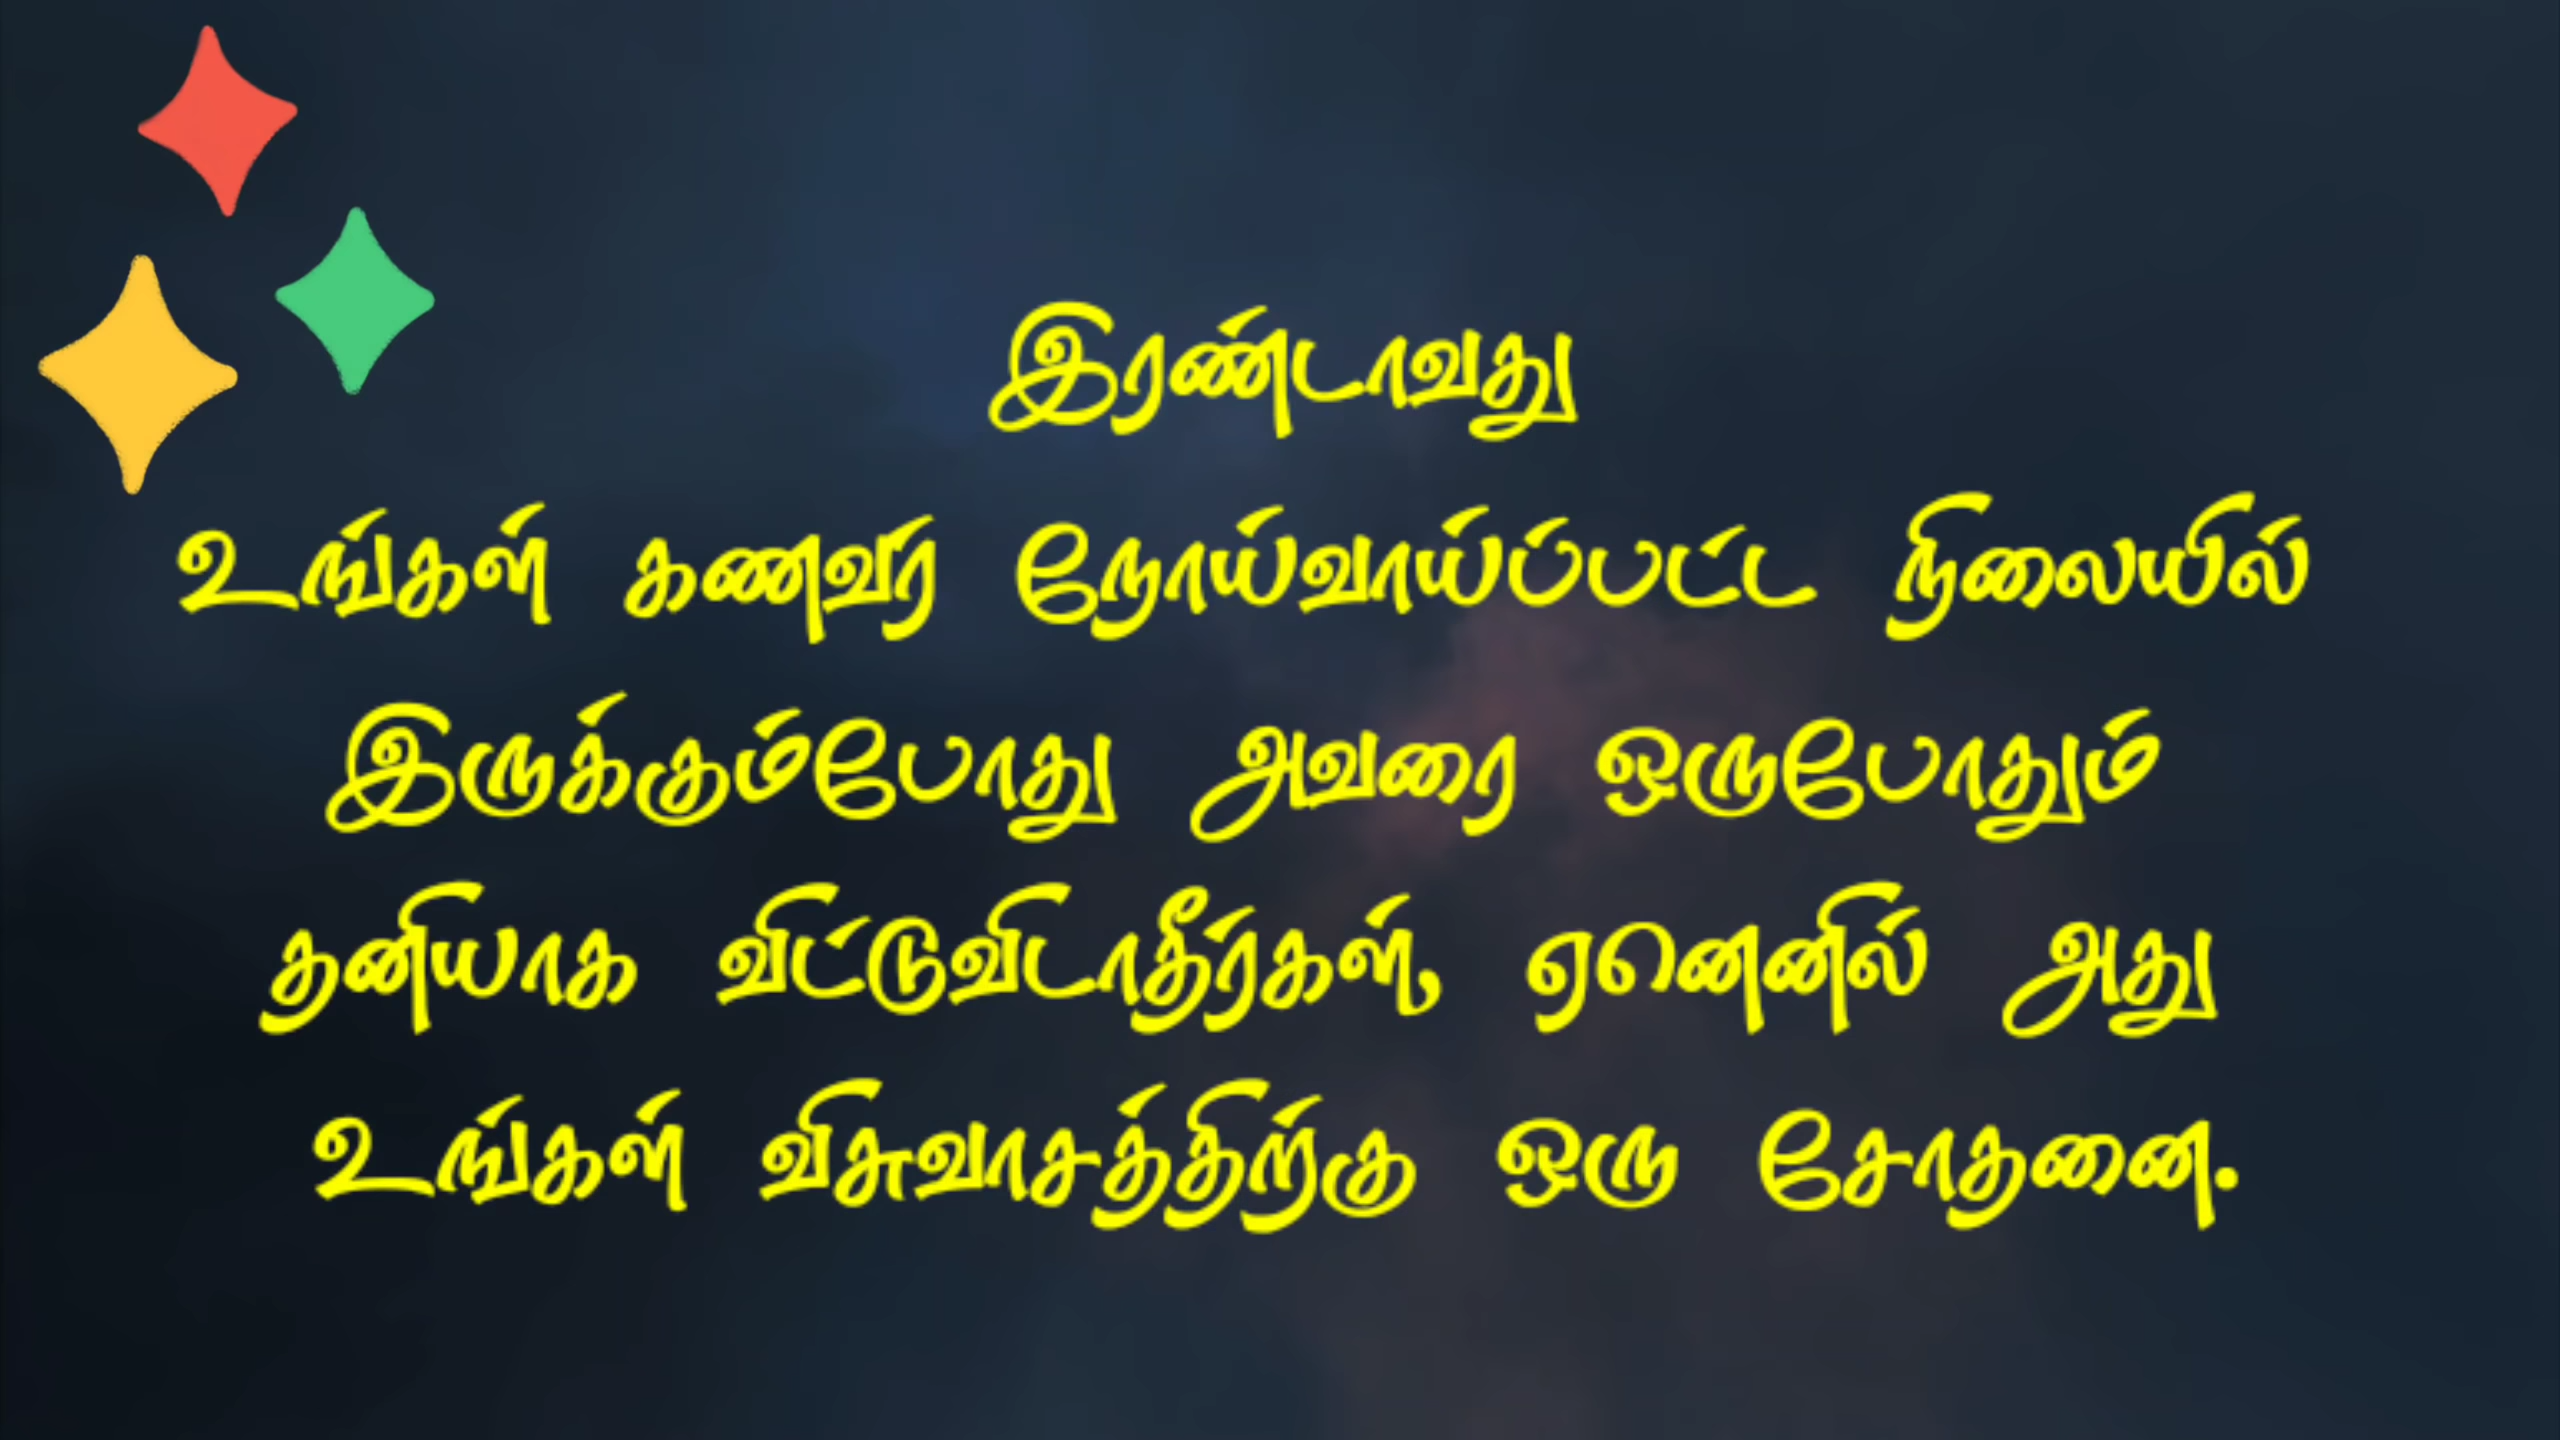 இரண்டாவது
உங்கள் கணவர் நோய்வாய்ப்பட்ட நிலையில்
இருக்கும்போது அவரை ஒருபோதும்
தனியாக விட்டுவிடாதீர்கள், ஏனெனில் அது
உங்கள் விசுவாசத்திற்கு ஒரு சோதனை.